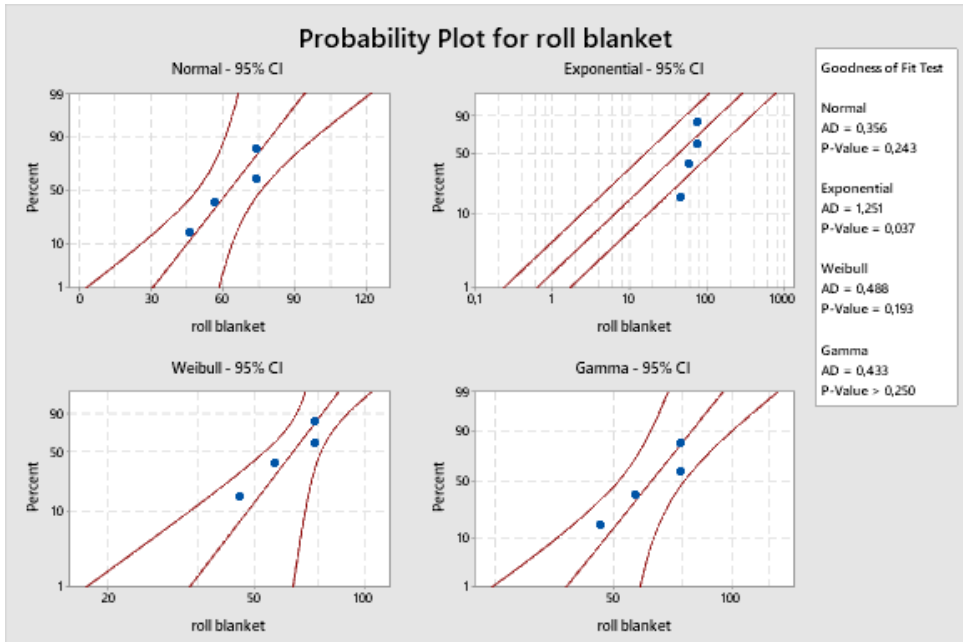 Probability Plot for roll blanket
Normal - 95% CI
99
90
50
10
1
Percent
0 30 60 90 120
roll blanket
Exponential - 95% CI
90
50
10
1
Percent
0,1 1 10 100 1000
roll blanket
Weibull - 95% CI
90
50
10
1
Percent
20 50 100
roll blanket
Gamma - 95% CI
99
90
50
10
1
Percent
50 100
roll blanket
Goodness of Fit Test
Normal
AD = 0,356
P-Value = 0,243
Exponential
AD = 1,251
P-Value = 0,037
Weibull
AD = 0,488
P-Value = 0,193
Gamma
AD = 0,433
P-Value > 0,250